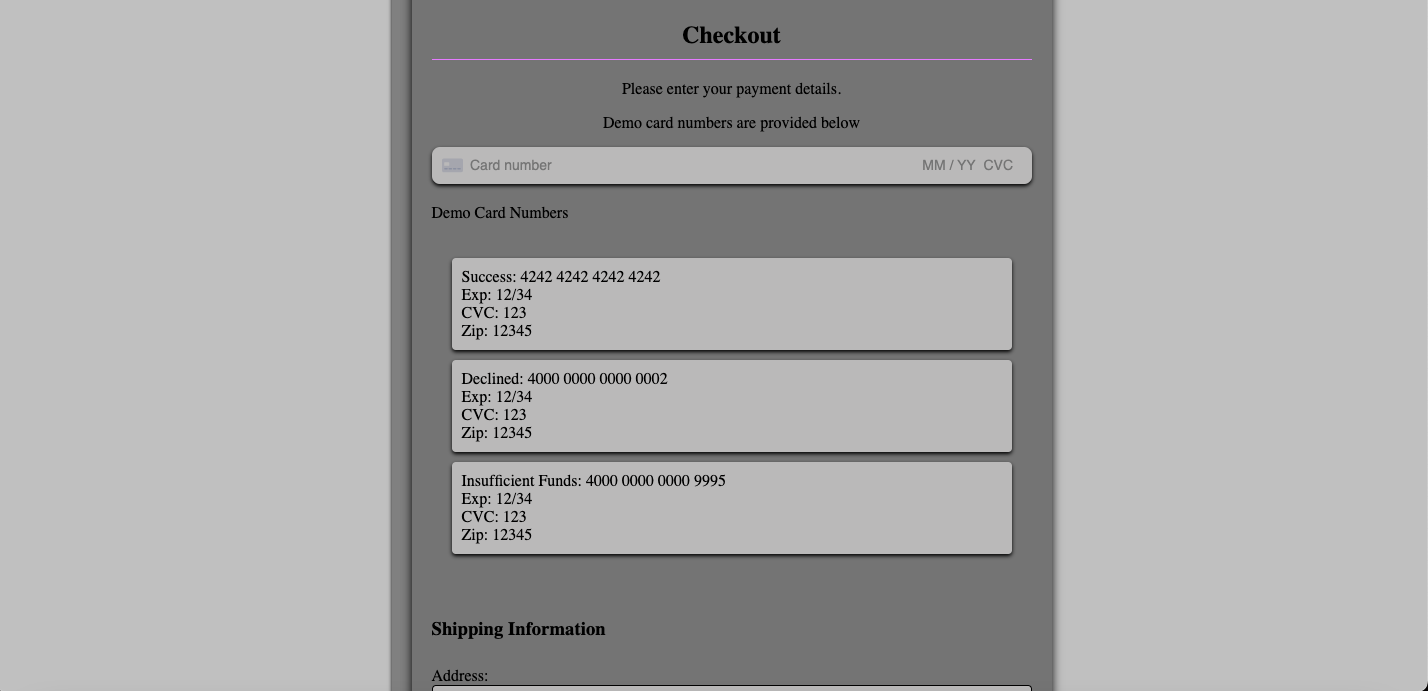 Checkout
Please enter your payment details.
Demo card numbers are provided below
Card number MM / YY CVC
Demo Card Numbers
Success: 4242 4242 4242 4242
Exp: 12/34
CVC: 123
Zip: 12345
Declined: 4000 0000 0000 0002
Exp: 12/34
CVC: 123
Zip: 12345
Insufficient Funds: 4000 0000 0000 9995
Exp: 12/34
CVC: 123
Zip: 12345
Shipping Information
Address: